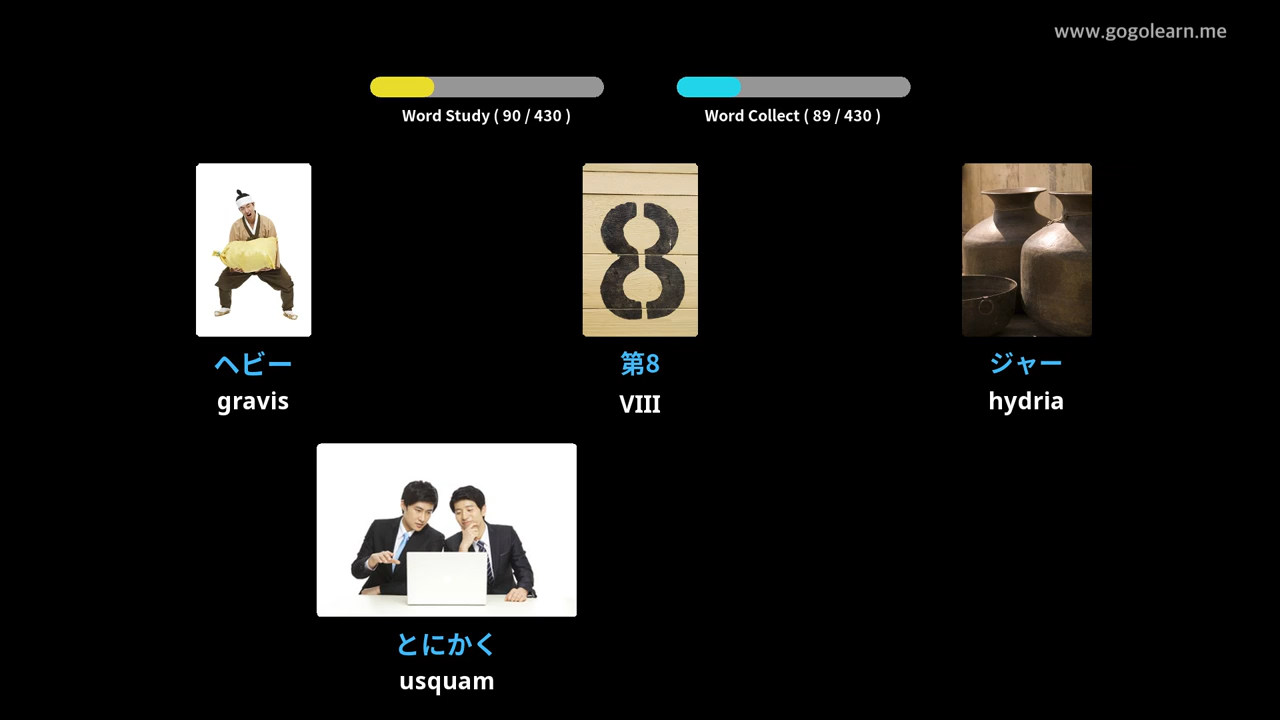 www.gogolearn.me
Word Study ( 90 / 430 )
Word Collect ( 89 / 430 )
8
ヘビー
gravis
第8
VIII
ジャー
hydria
とにかく
usquam